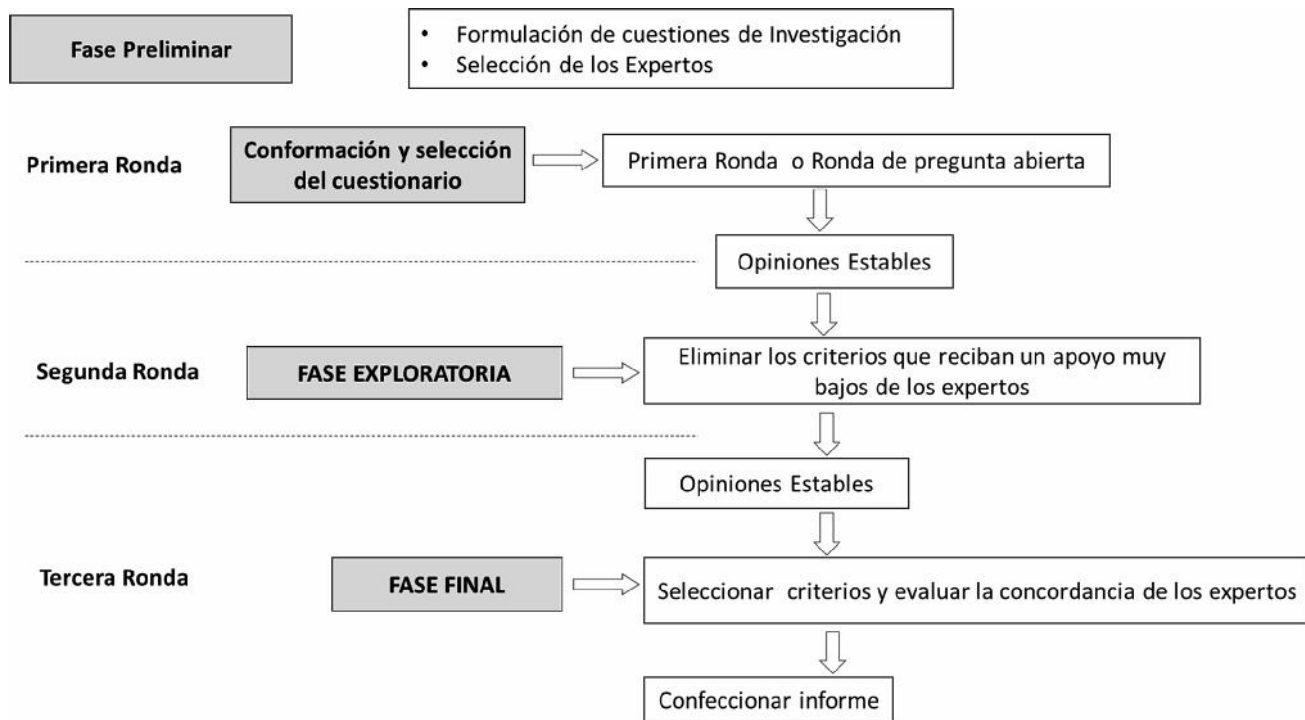 Fase Preliminar
• Formulación de cuestiones de Investigación
• Selección de los Expertos
Primera Ronda
Conformación y selección
del cuestionario
Primera Ronda o Ronda de pregunta abierta
Opiniones Estables
Segunda Ronda
FASE EXPLORATORIA
Eliminar los criterios que reciban un apoyo muy
bajos de los expertos
Opiniones Estables
Tercera Ronda
FASE FINAL
Seleccionar criterios y evaluar la concordancia de los expertos
Confeccionar informe